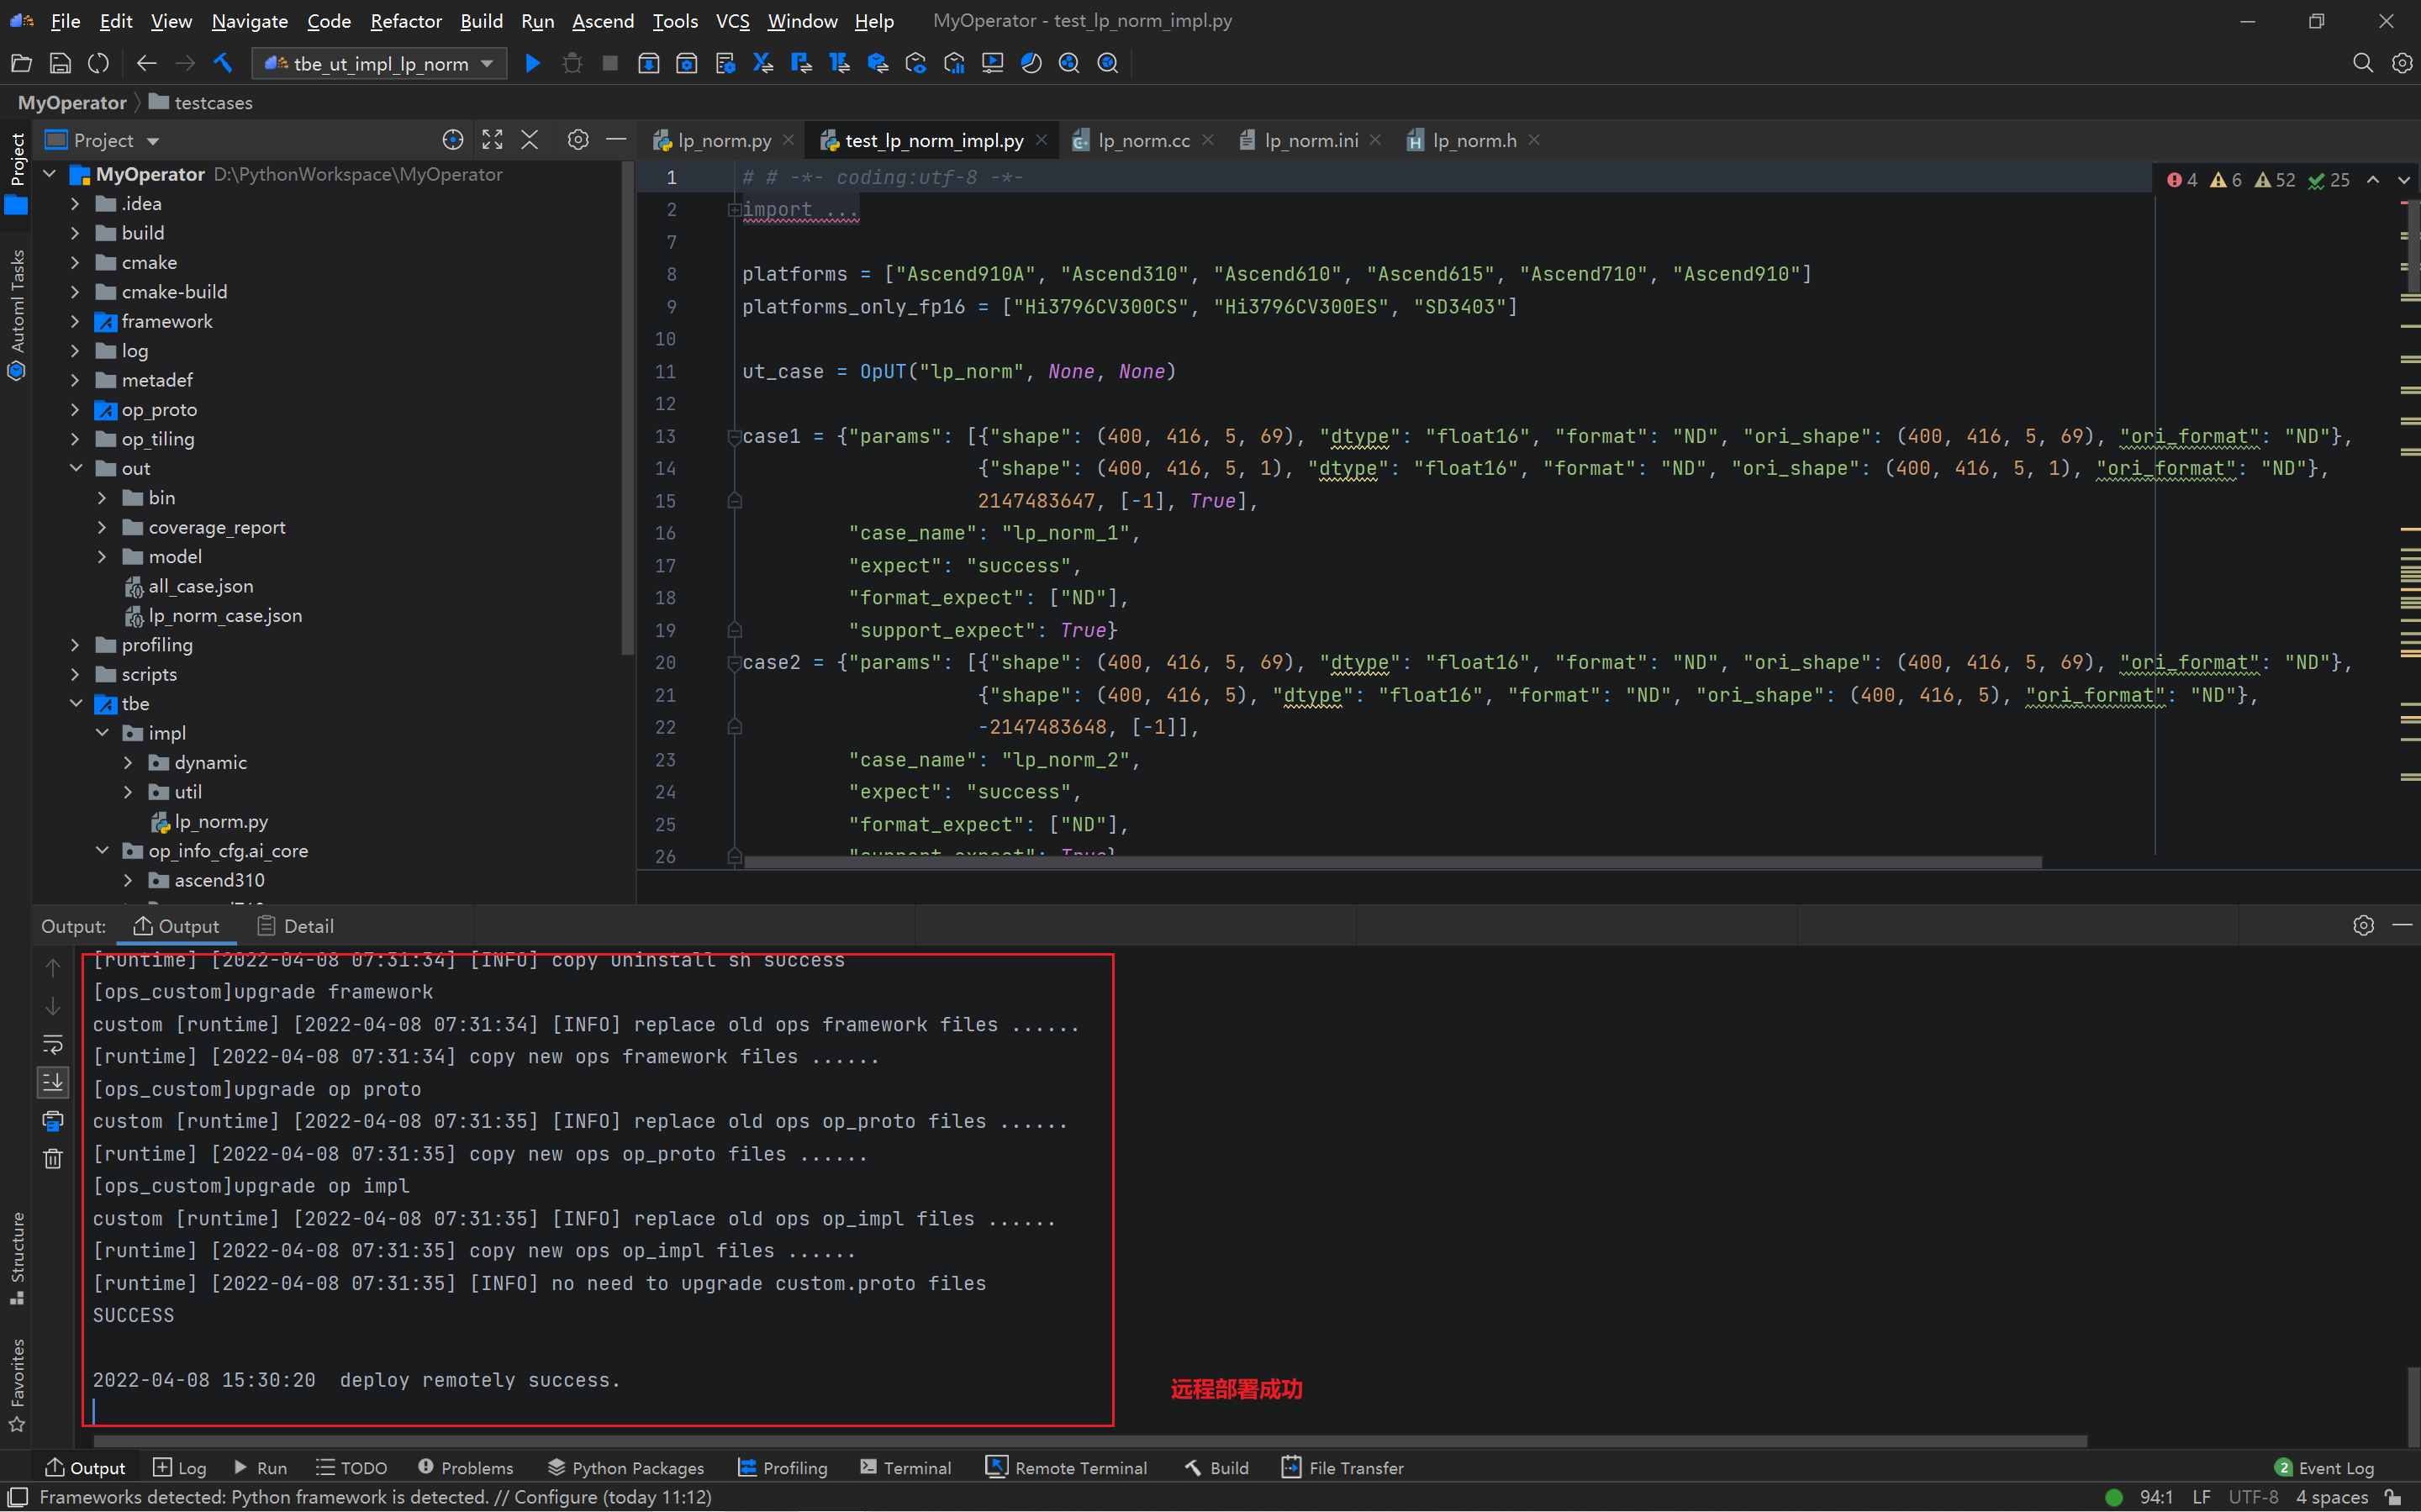 File Edit View Navigate Code Refactor Build Run Ascend Tools VCS Window Help MyOperator - test_lp_norm_impl.py
tbe_ut_impl_lp_norm
MyOperator testcases
Project
lp_norm.py test_lp_norm_impl.py lp_norm.cc lp_norm.ini lp_norm.h
Project
Automl Tasks
Structure
Favorites
MyOperator D:\PythonWorkspace\MyOperator
.idea
build
cmake
cmake-build
framework
log
metadef
op_proto
op_tiling
out
bin
coverage_report
model
all_case.json
lp_norm_case.json
profiling
scripts
tbe
impl
dynamic
util
lp_norm.py
op_info_cfg.ai_core
ascend310
4 6 52 25
1 # # -*- coding:utf-8 -*-
2 import ...
7
8 platforms = ["Ascend910A", "Ascend310", "Ascend610", "Ascend615", "Ascend710", "Ascend910"]
9 platforms_only_fp16 = ["Hi3796CV300CS", "Hi3796CV300ES", "SD3403"]
10
11 ut_case = OpUT("lp_norm", None, None)
12
13 case1 = {"params": [{"shape": (400, 416, 5, 69), "dtype": "float16", "format": "ND", "ori_shape": (400, 416, 5, 69), "ori_format": "ND"},
14 {"shape": (400, 416, 5, 1), "dtype": "float16", "format": "ND", "ori_shape": (400, 416, 5, 1), "ori_format": "ND"},
15 2147483647, [-1], True],
16 "case_name": "lp_norm_1",
17 "expect": "success",
18 "format_expect": ["ND"],
19 "support_expect": True}
20 case2 = {"params": [{"shape": (400, 416, 5, 69), "dtype": "float16", "format": "ND", "ori_shape": (400, 416, 5, 69), "ori_format": "ND"},
21 {"shape": (400, 416, 5), "dtype": "float16", "format": "ND", "ori_shape": (400, 416, 5), "ori_format": "ND"},
22 -2147483648, [-1]],
23 "case_name": "lp_norm_2",
24 "expect": "success",
25 "format_expect": ["ND"],
26 "support_expect": True}
Output: Output Detail
[runtime] [2022-04-08 07:31:34] [INFO] copy uninstall sh success
[ops_custom]upgrade framework
custom [runtime] [2022-04-08 07:31:34] [INFO] replace old ops framework files ......
[runtime] [2022-04-08 07:31:34] copy new ops framework files ......
[ops_custom]upgrade op proto
custom [runtime] [2022-04-08 07:31:35] [INFO] replace old ops op_proto files ......
[runtime] [2022-04-08 07:31:35] copy new ops op_proto files ......
[ops_custom]upgrade op impl
custom [runtime] [2022-04-08 07:31:35] [INFO] replace old ops op_impl files ......
[runtime] [2022-04-08 07:31:35] copy new ops op_impl files ......
[runtime] [2022-04-08 07:31:35] [INFO] no need to upgrade custom.proto files
SUCCESS
2022-04-08 15:30:20 deploy remotely success.
远程部署成功
Output Log Run TODO Problems Python Packages Profiling Terminal Remote Terminal Build File Transfer 2 Event Log
Frameworks detected: Python framework is detected. // Configure (today 11:12) 94:1 LF UTF-8 4 spaces